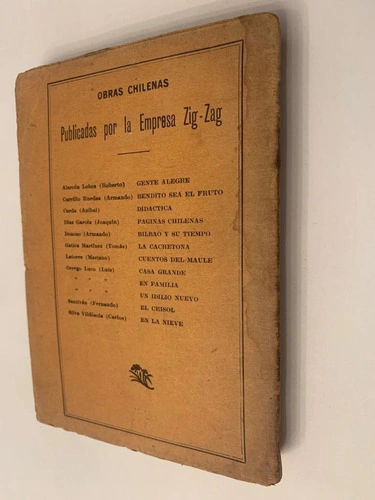 OBRAS CHILENAS
Publicadas por la Empresa Zig-Zag
Alarcón Lobos (Roberto) GENTE ALEGRE
Carrillo Ruedas (Armando) BENDITO SEA EL FRUTO
Cerda (Aníbal) DIDACTICA
Díaz Garcés (Joaquín) PAGINAS CHILENAS
Donoso (Armando) BILBAO Y SU TIEMPO
Gatica Martínez (Tomás) LA CACHETONA
Latorre (Mariano) CUENTOS DEL MAULE
Orrego Luco (Luis) CASA GRANDE
" " " EN FAMILIA
" " " UN IDILIO NUEVO
Santiván (Fernando) EL CRISOL
Silva Vildósola (Carlos) EN LA NIEVE